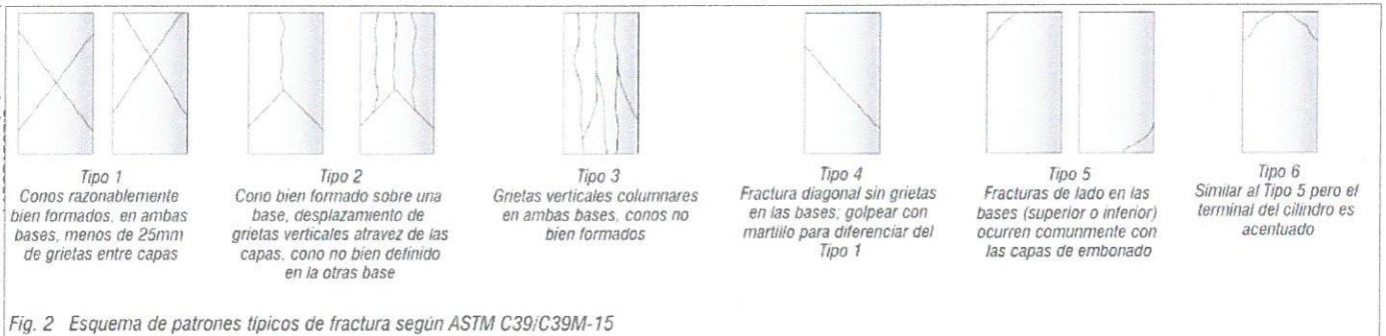 Tipo 1
Conos razonablemente
bien formados, en ambas
bases, menos de 25mm
de grietas entre capas
Tipo 2
Cono bien formado sobre una
base, desplazamiento de
grietas verticales atravez de las
capas, cono no bien definido
en la otras base
Tipo 3
Grietas verticales columnares
en ambas bases, conos no
bien formados
Tipo 4
Fractura diagonal sin grietas
en las bases; golpear con
martillo para diferenciar del
Tipo 1
Tipo 5
Fracturas de lado en las
bases (superior o inferior)
ocurren comunmente con
las capas de embonado
Tipo 6
Similar al Tipo 5 pero el
terminal del cilindro es
acentuado
Fig. 2 Esquema de patrones típicos de fractura según ASTM C39/C39M-15